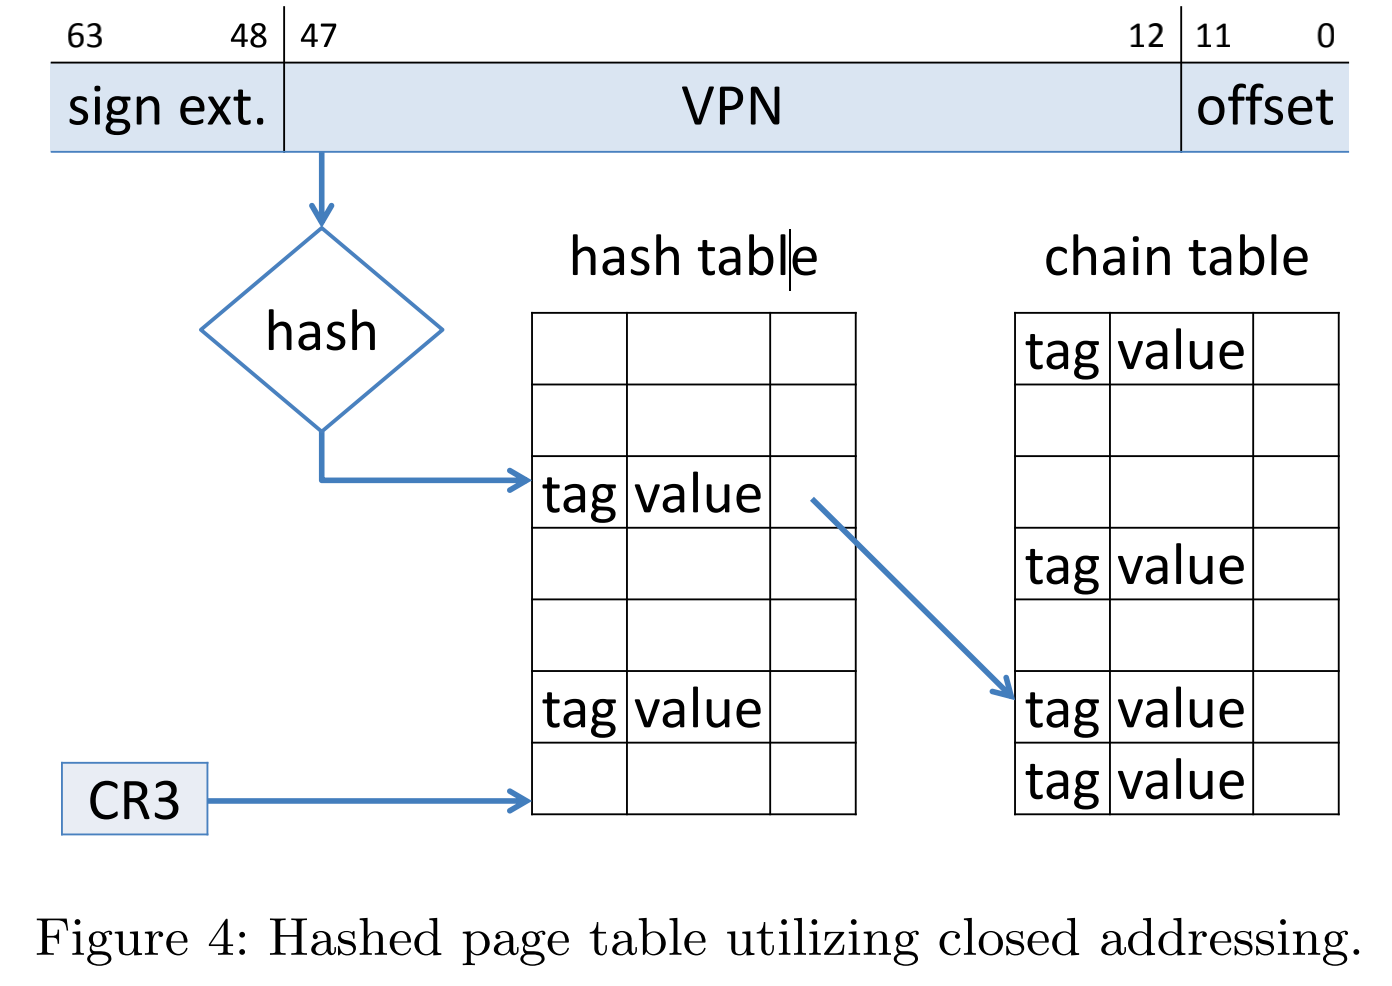 63 48 47 12 11 0
sign ext. VPN offset
hash
hash table
chain table
tag value
tag value
tag value
tag value
tag value
tag value
CR3
Figure 4: Hashed page table utilizing closed addressing.